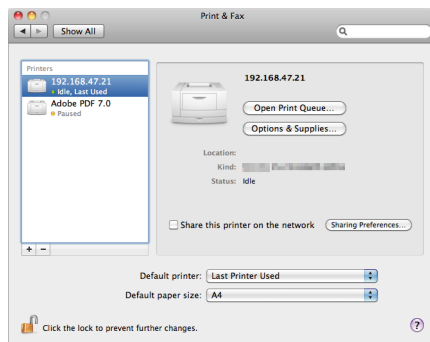 Print & Fax
Show All
Printers
192.168.47.21
Idle, Last Used
Adobe PDF 7.0
Paused
192.168.47.21
Open Print Queue...
Options & Supplies...
Location:
Kind:
Status: Idle
Share this printer on the network Sharing Preferences...
+ −
Default printer: Last Printer Used
Default paper size: A4
Click the lock to prevent further changes.
?